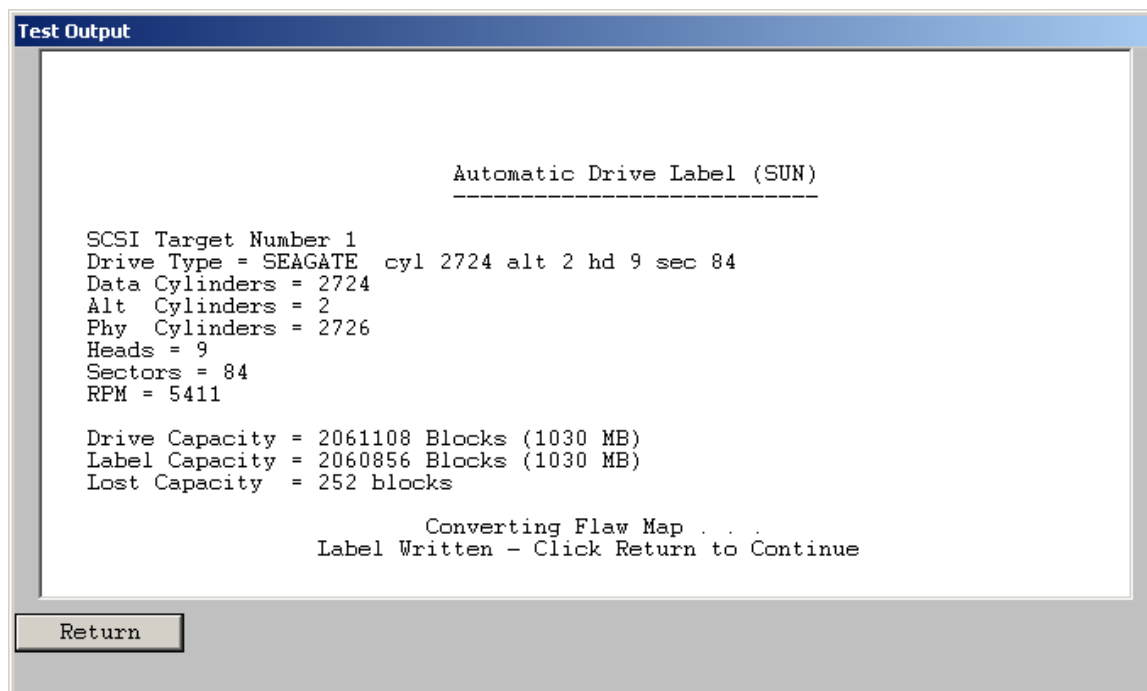 Test Output
Automatic Drive Label (SUN)
---------------------------
SCSI Target Number 1
Drive Type = SEAGATE  cyl 2724 alt 2 hd 9 sec 84
Data Cylinders = 2724
Alt  Cylinders = 2
Phy  Cylinders = 2726
Heads = 9
Sectors = 84
RPM = 5411
Drive Capacity = 2061108 Blocks (1030 MB)
Label Capacity = 2060856 Blocks (1030 MB)
Lost Capacity  = 252 blocks
Converting Flaw Map . . .
Label Written - Click Return to Continue
Return